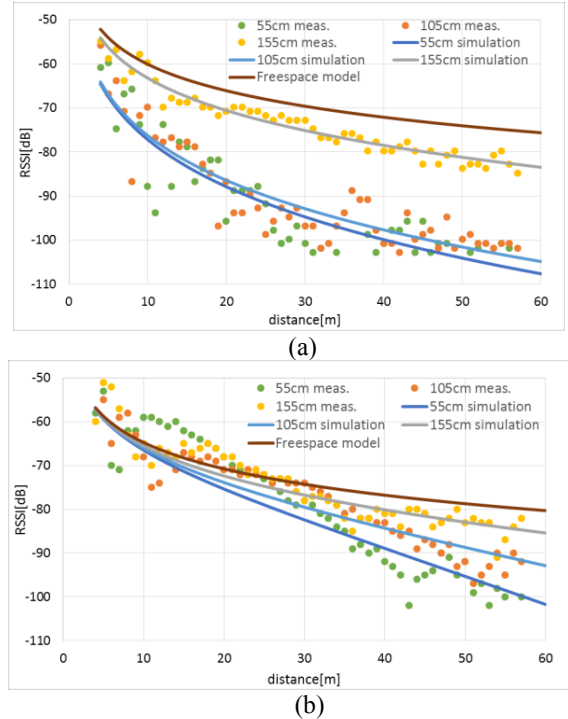 55cm meas. 105cm meas.
155cm meas. 55cm simulation
105cm simulation 155cm simulation
Freespace model
RSSI[dB]
-50
-60
-70
-80
-90
-100
-110
0 10 20 30 40 50 60
distance[m]
(a)
55cm meas. 105cm meas.
155cm meas. 55cm simulation
105cm simulation 155cm simulation
Freespace model
RSSI[dB]
-50
-60
-70
-80
-90
-100
-110
0 10 20 30 40 50 60
distance[m]
(b)